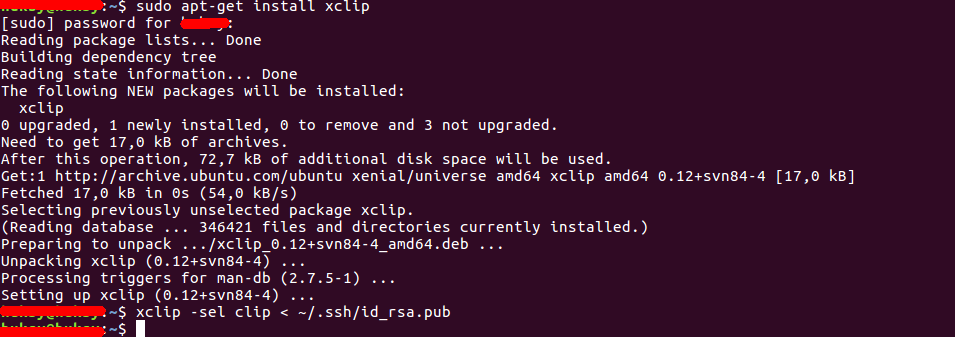 :~$ sudo apt-get install xclip
[sudo] password for :
Reading package lists... Done
Building dependency tree
Reading state information... Done
The following NEW packages will be installed:
  xclip
0 upgraded, 1 newly installed, 0 to remove and 3 not upgraded.
Need to get 17,0 kB of archives.
After this operation, 72,7 kB of additional disk space will be used.
Get:1 http://archive.ubuntu.com/ubuntu xenial/universe amd64 xclip amd64 0.12+svn84-4 [17,0 kB]
Fetched 17,0 kB in 0s (54,0 kB/s)
Selecting previously unselected package xclip.
(Reading database ... 346421 files and directories currently installed.)
Preparing to unpack .../xclip_0.12+svn84-4_amd64.deb ...
Unpacking xclip (0.12+svn84-4) ...
Processing triggers for man-db (2.7.5-1) ...
Setting up xclip (0.12+svn84-4) ...
:~$ xclip -sel clip < ~/.ssh/id_rsa.pub
:~$